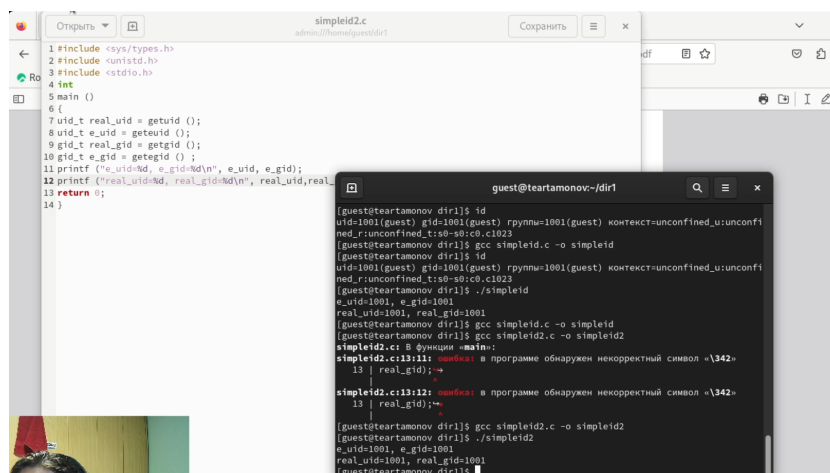 Открыть
simpleid2.c
admin:///home/guest/dir1
Сохранить
df
Ro
1 #include <sys/types.h>
2 #include <unistd.h>
3 #include <stdio.h>
4 int
5 main ()
6 {
7 uid_t real_uid = getuid ();
8 uid_t e_uid = geteuid ();
9 gid_t real_gid = getgid ();
10 gid_t e_gid = getegid () ;
11 printf ("e_uid=%d, e_gid=%d\n", e_uid, e_gid);
12 printf ("real_uid=%d, real_gid=%d\n", real_uid,real_
13 return 0;
14 }
guest@teartamonov:~/dir1
[guest@teartamonov dir1]$ id
uid=1001(guest) gid=1001(guest) группы=1001(guest) контекст=unconfined_u:unconfi
ned_r:unconfined_t:s0-s0:c0.c1023
[guest@teartamonov dir1]$ gcc simpleid.c -o simpleid
[guest@teartamonov dir1]$ id
uid=1001(guest) gid=1001(guest) группы=1001(guest) контекст=unconfined_u:unconfi
ned_r:unconfined_t:s0-s0:c0.c1023
[guest@teartamonov dir1]$ ./simpleid
e_uid=1001, e_gid=1001
real_uid=1001, real_gid=1001
[guest@teartamonov dir1]$ gcc simpleid.c -o simpleid
[guest@teartamonov dir1]$ gcc simpleid2.c -o simpleid2
simpleid2.c: В функции «main»:
simpleid2.c:13:11: ошибка: в программе обнаружен некорректный символ «\342»
13 | real_gid);↪
| ^
simpleid2.c:13:12: ошибка: в программе обнаружен некорректный символ «\342»
13 | real_gid);↪
| ^
[guest@teartamonov dir1]$ gcc simpleid2.c -o simpleid2
[guest@teartamonov dir1]$ ./simpleid2
e_uid=1001, e_gid=1001
real_uid=1001, real_gid=1001
[guest@teartamonov dir1]$